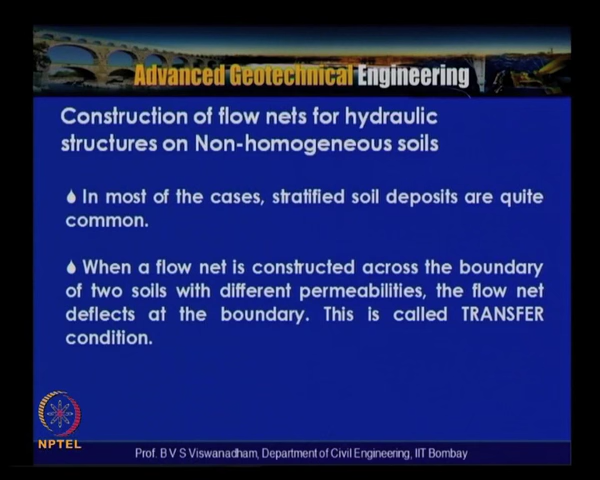 Advanced Geotechnical Engineering
Construction of flow nets for hydraulic
structures on Non-homogeneous soils
In most of the cases, stratified soil deposits are quite
common.
When a flow net is constructed across the boundary
of two soils with different permeabilities, the flow net
deflects at the boundary. This is called TRANSFER
condition.
NPTEL
Prof. B V S Viswanadham, Department of Civil Engineering, IIT Bombay